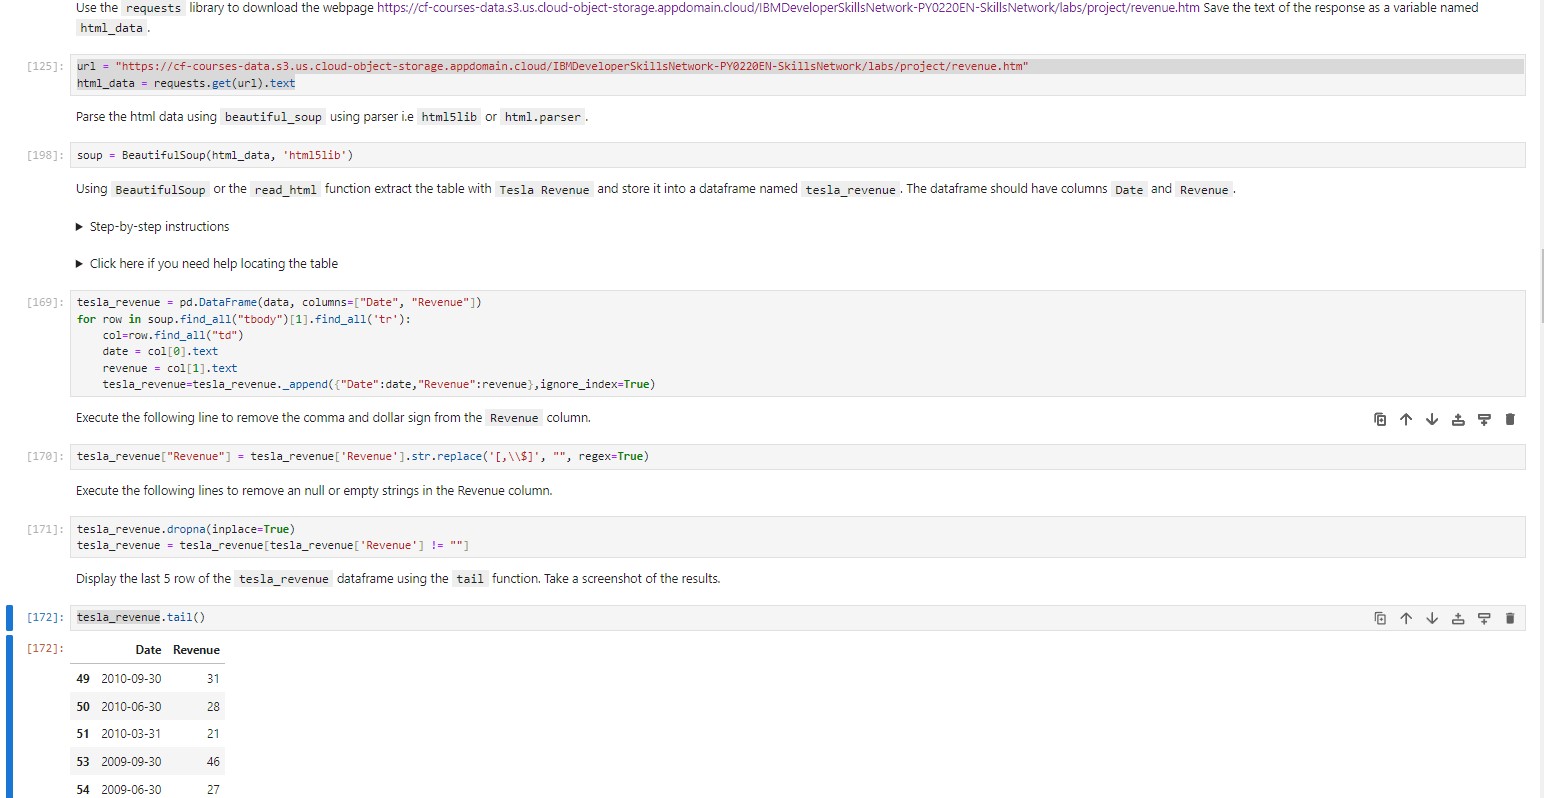 Use the requests library to download the webpage https://cf-courses-data.s3.us.cloud-object-storage.appdomain.cloud/IBMDeveloperSkillsNetwork-PY0220EN-SkillsNetwork/labs/project/revenue.htm Save the text of the response as a variable named
html_data .
[125]: url = "https://cf-courses-data.s3.us.cloud-object-storage.appdomain.cloud/IBMDeveloperSkillsNetwork-PY0220EN-SkillsNetwork/labs/project/revenue.htm"
html_data = requests.get(url).text
Parse the html data using beautiful_soup using parser i.e html5lib or html.parser .
[198]: soup = BeautifulSoup(html_data, 'html5lib')
Using BeautifulSoup or the read_html function extract the table with Tesla Revenue and store it into a dataframe named tesla_revenue . The dataframe should have columns Date and Revenue .
▶ Step-by-step instructions
▶ Click here if you need help locating the table
[169]: tesla_revenue = pd.DataFrame(data, columns=["Date", "Revenue"])
for row in soup.find_all("tbody")[1].find_all('tr'):
    col=row.find_all("td")
    date = col[0].text
    revenue = col[1].text
    tesla_revenue=tesla_revenue._append({"Date":date,"Revenue":revenue},ignore_index=True)
Execute the following line to remove the comma and dollar sign from the Revenue column.
[170]: tesla_revenue["Revenue"] = tesla_revenue['Revenue'].str.replace('[,\\$]', "", regex=True)
Execute the following lines to remove an null or empty strings in the Revenue column.
[171]: tesla_revenue.dropna(inplace=True)
tesla_revenue = tesla_revenue[tesla_revenue['Revenue'] != ""]
Display the last 5 row of the tesla_revenue dataframe using the tail function. Take a screenshot of the results.
[172]: tesla_revenue.tail()
[172]: Date Revenue
49 2010-09-30 31
50 2010-06-30 28
51 2010-03-31 21
53 2009-09-30 46
54 2009-06-30 27